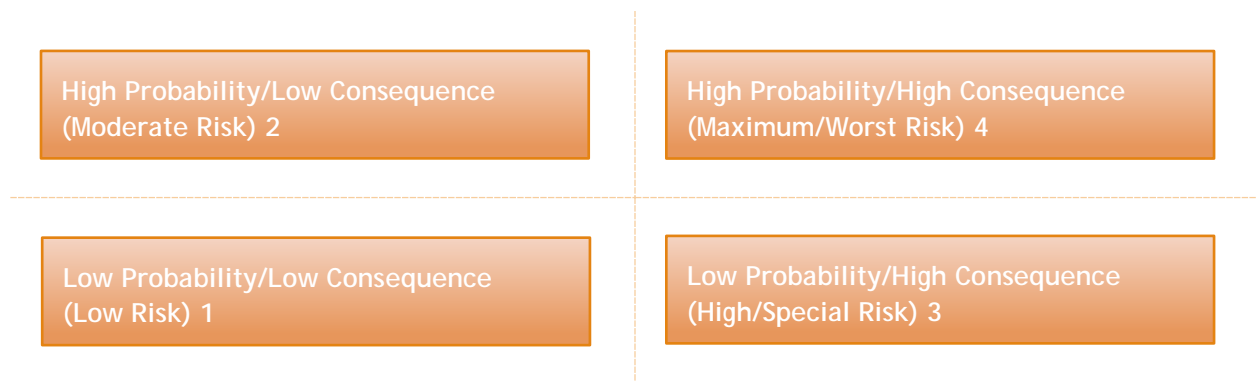 High Probability/Low Consequence
(Moderate Risk) 2
High Probability/High Consequence
(Maximum/Worst Risk) 4
Low Probability/Low Consequence
(Low Risk) 1
Low Probability/High Consequence
(High/Special Risk) 3